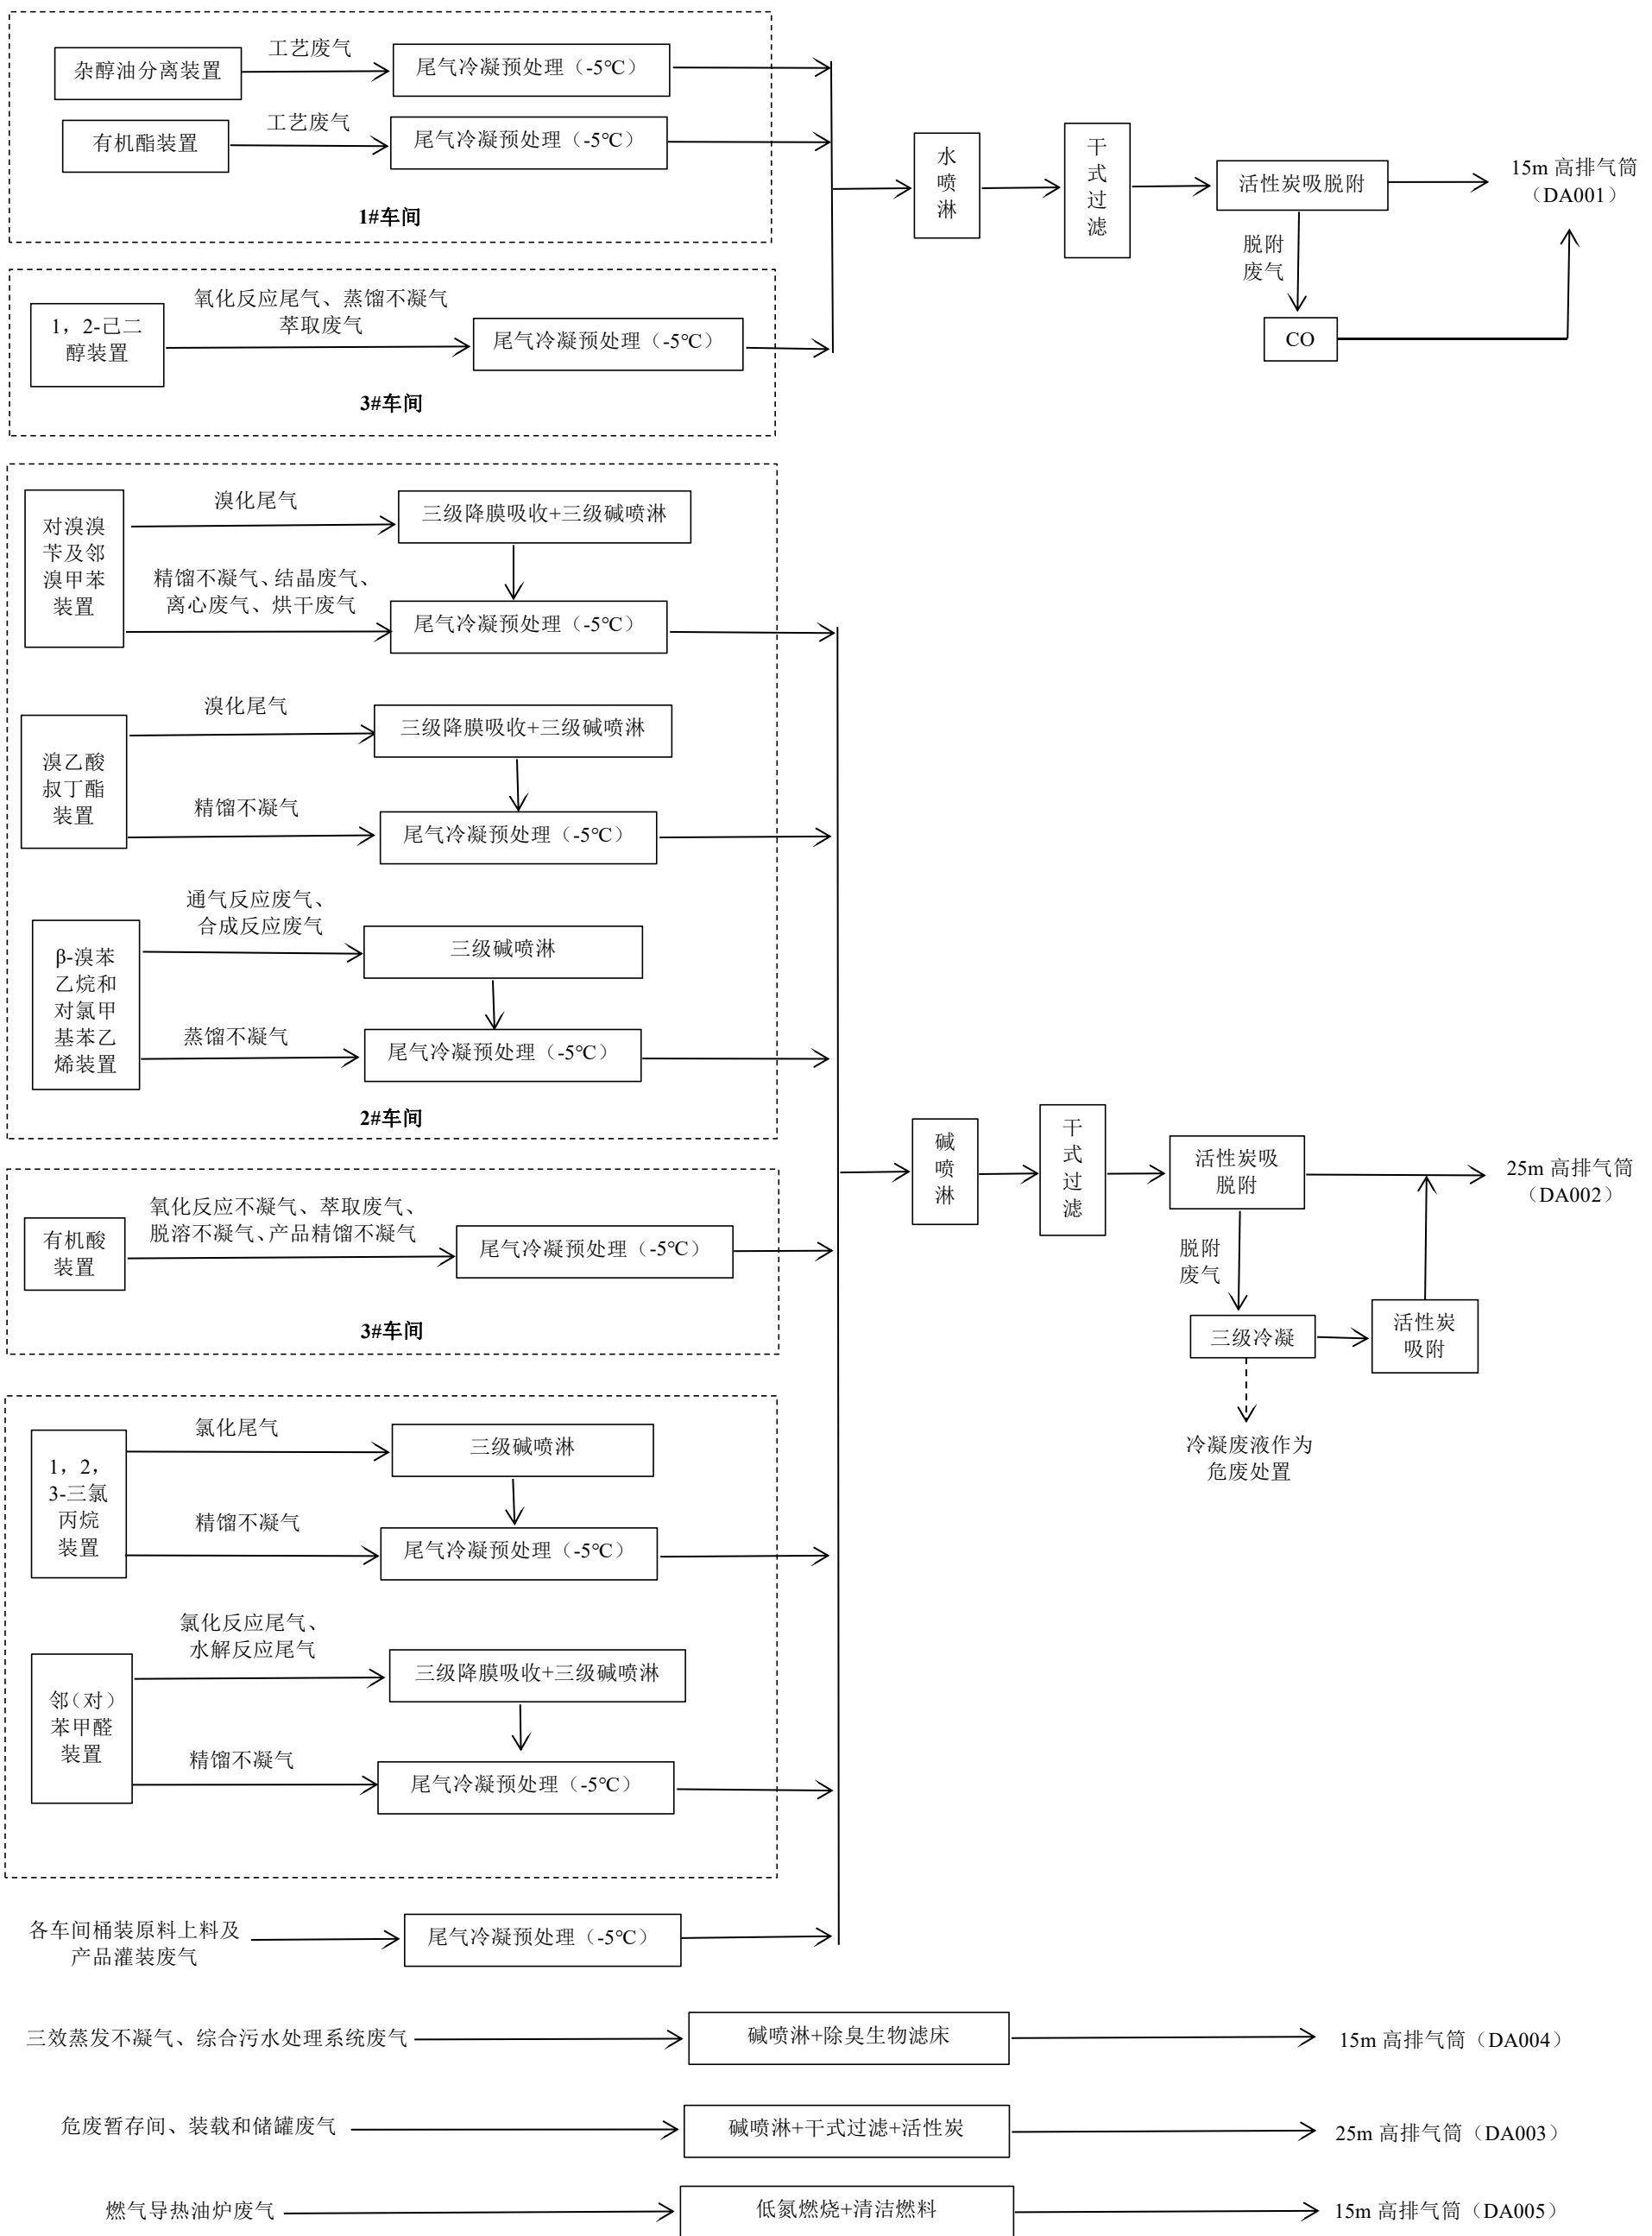 工艺废气
杂醇油分离装置
尾气冷凝预处理（-5℃）
工艺废气
有机酯装置
尾气冷凝预处理（-5℃）
1#车间
氧化反应尾气、蒸馏不凝气
萃取废气
1，2-己二
醇装置
尾气冷凝预处理（-5℃）
3#车间
水
喷
淋
干
式
过
滤
活性炭吸脱附
15m 高排气筒
（DA001）
脱附
废气
CO
对溴溴
苄及邻
溴甲苯
装置
溴化尾气
三级降膜吸收+三级碱喷淋
精馏不凝气、结晶废气、
离心废气、烘干废气
尾气冷凝预处理（-5℃）
溴乙酸
叔丁酯
装置
溴化尾气
三级降膜吸收+三级碱喷淋
精馏不凝气
尾气冷凝预处理（-5℃）
β-溴苯
乙烷和
对氯甲
基苯乙
烯装置
通气反应废气、
合成反应废气
三级碱喷淋
蒸馏不凝气
尾气冷凝预处理（-5℃）
2#车间
有机酸
装置
氧化反应不凝气、萃取废气、
脱溶不凝气、产品精馏不凝气
尾气冷凝预处理（-5℃）
3#车间
碱
喷
淋
干
式
过
滤
活性炭吸
脱附
25m 高排气筒
（DA002）
脱附
废气
三级冷凝
活性炭
吸附
冷凝废液作为
危废处置
1，2，
3-三氯
丙烷
装置
氯化尾气
三级碱喷淋
精馏不凝气
尾气冷凝预处理（-5℃）
邻（对）
苯甲醛
装置
氯化反应尾气、
水解反应尾气
三级降膜吸收+三级碱喷淋
精馏不凝气
尾气冷凝预处理（-5℃）
各车间桶装原料上料及
产品灌装废气
尾气冷凝预处理（-5℃）
三效蒸发不凝气、综合污水处理系统废气
碱喷淋+除臭生物滤床
15m 高排气筒（DA004）
危废暂存间、装载和储罐废气
碱喷淋+干式过滤+活性炭
25m 高排气筒（DA003）
燃气导热油炉废气
低氮燃烧+清洁燃料
15m 高排气筒（DA005）